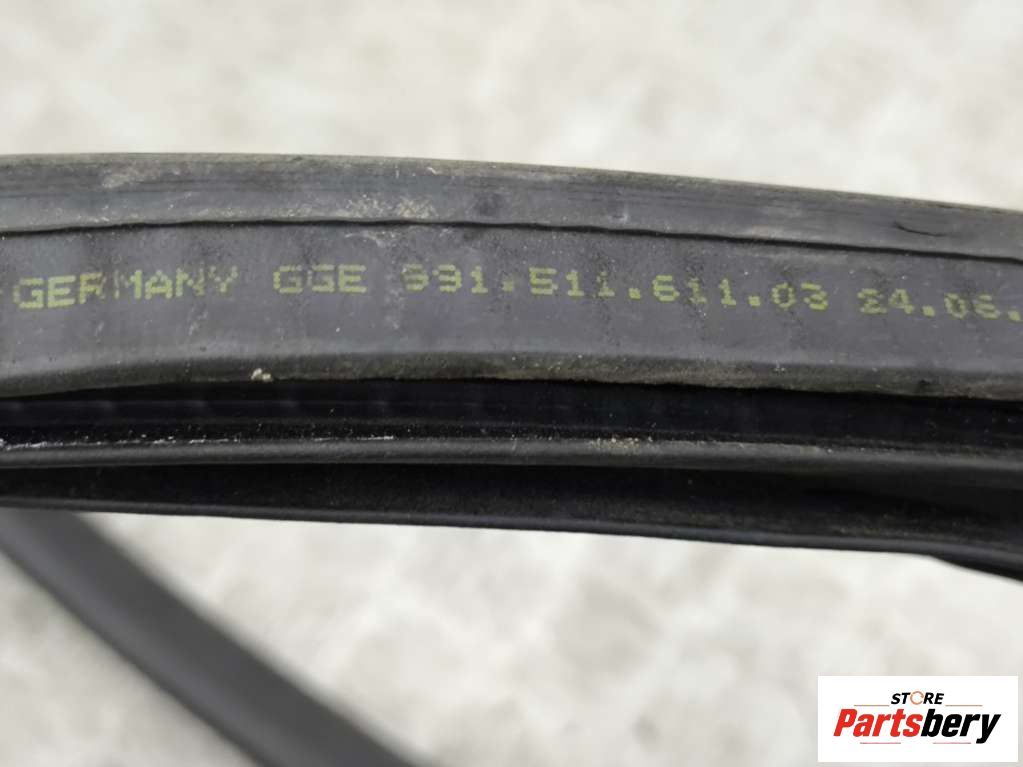 GERMANY GGE 991.511.611.03 24.06.
STORE
Partsbery